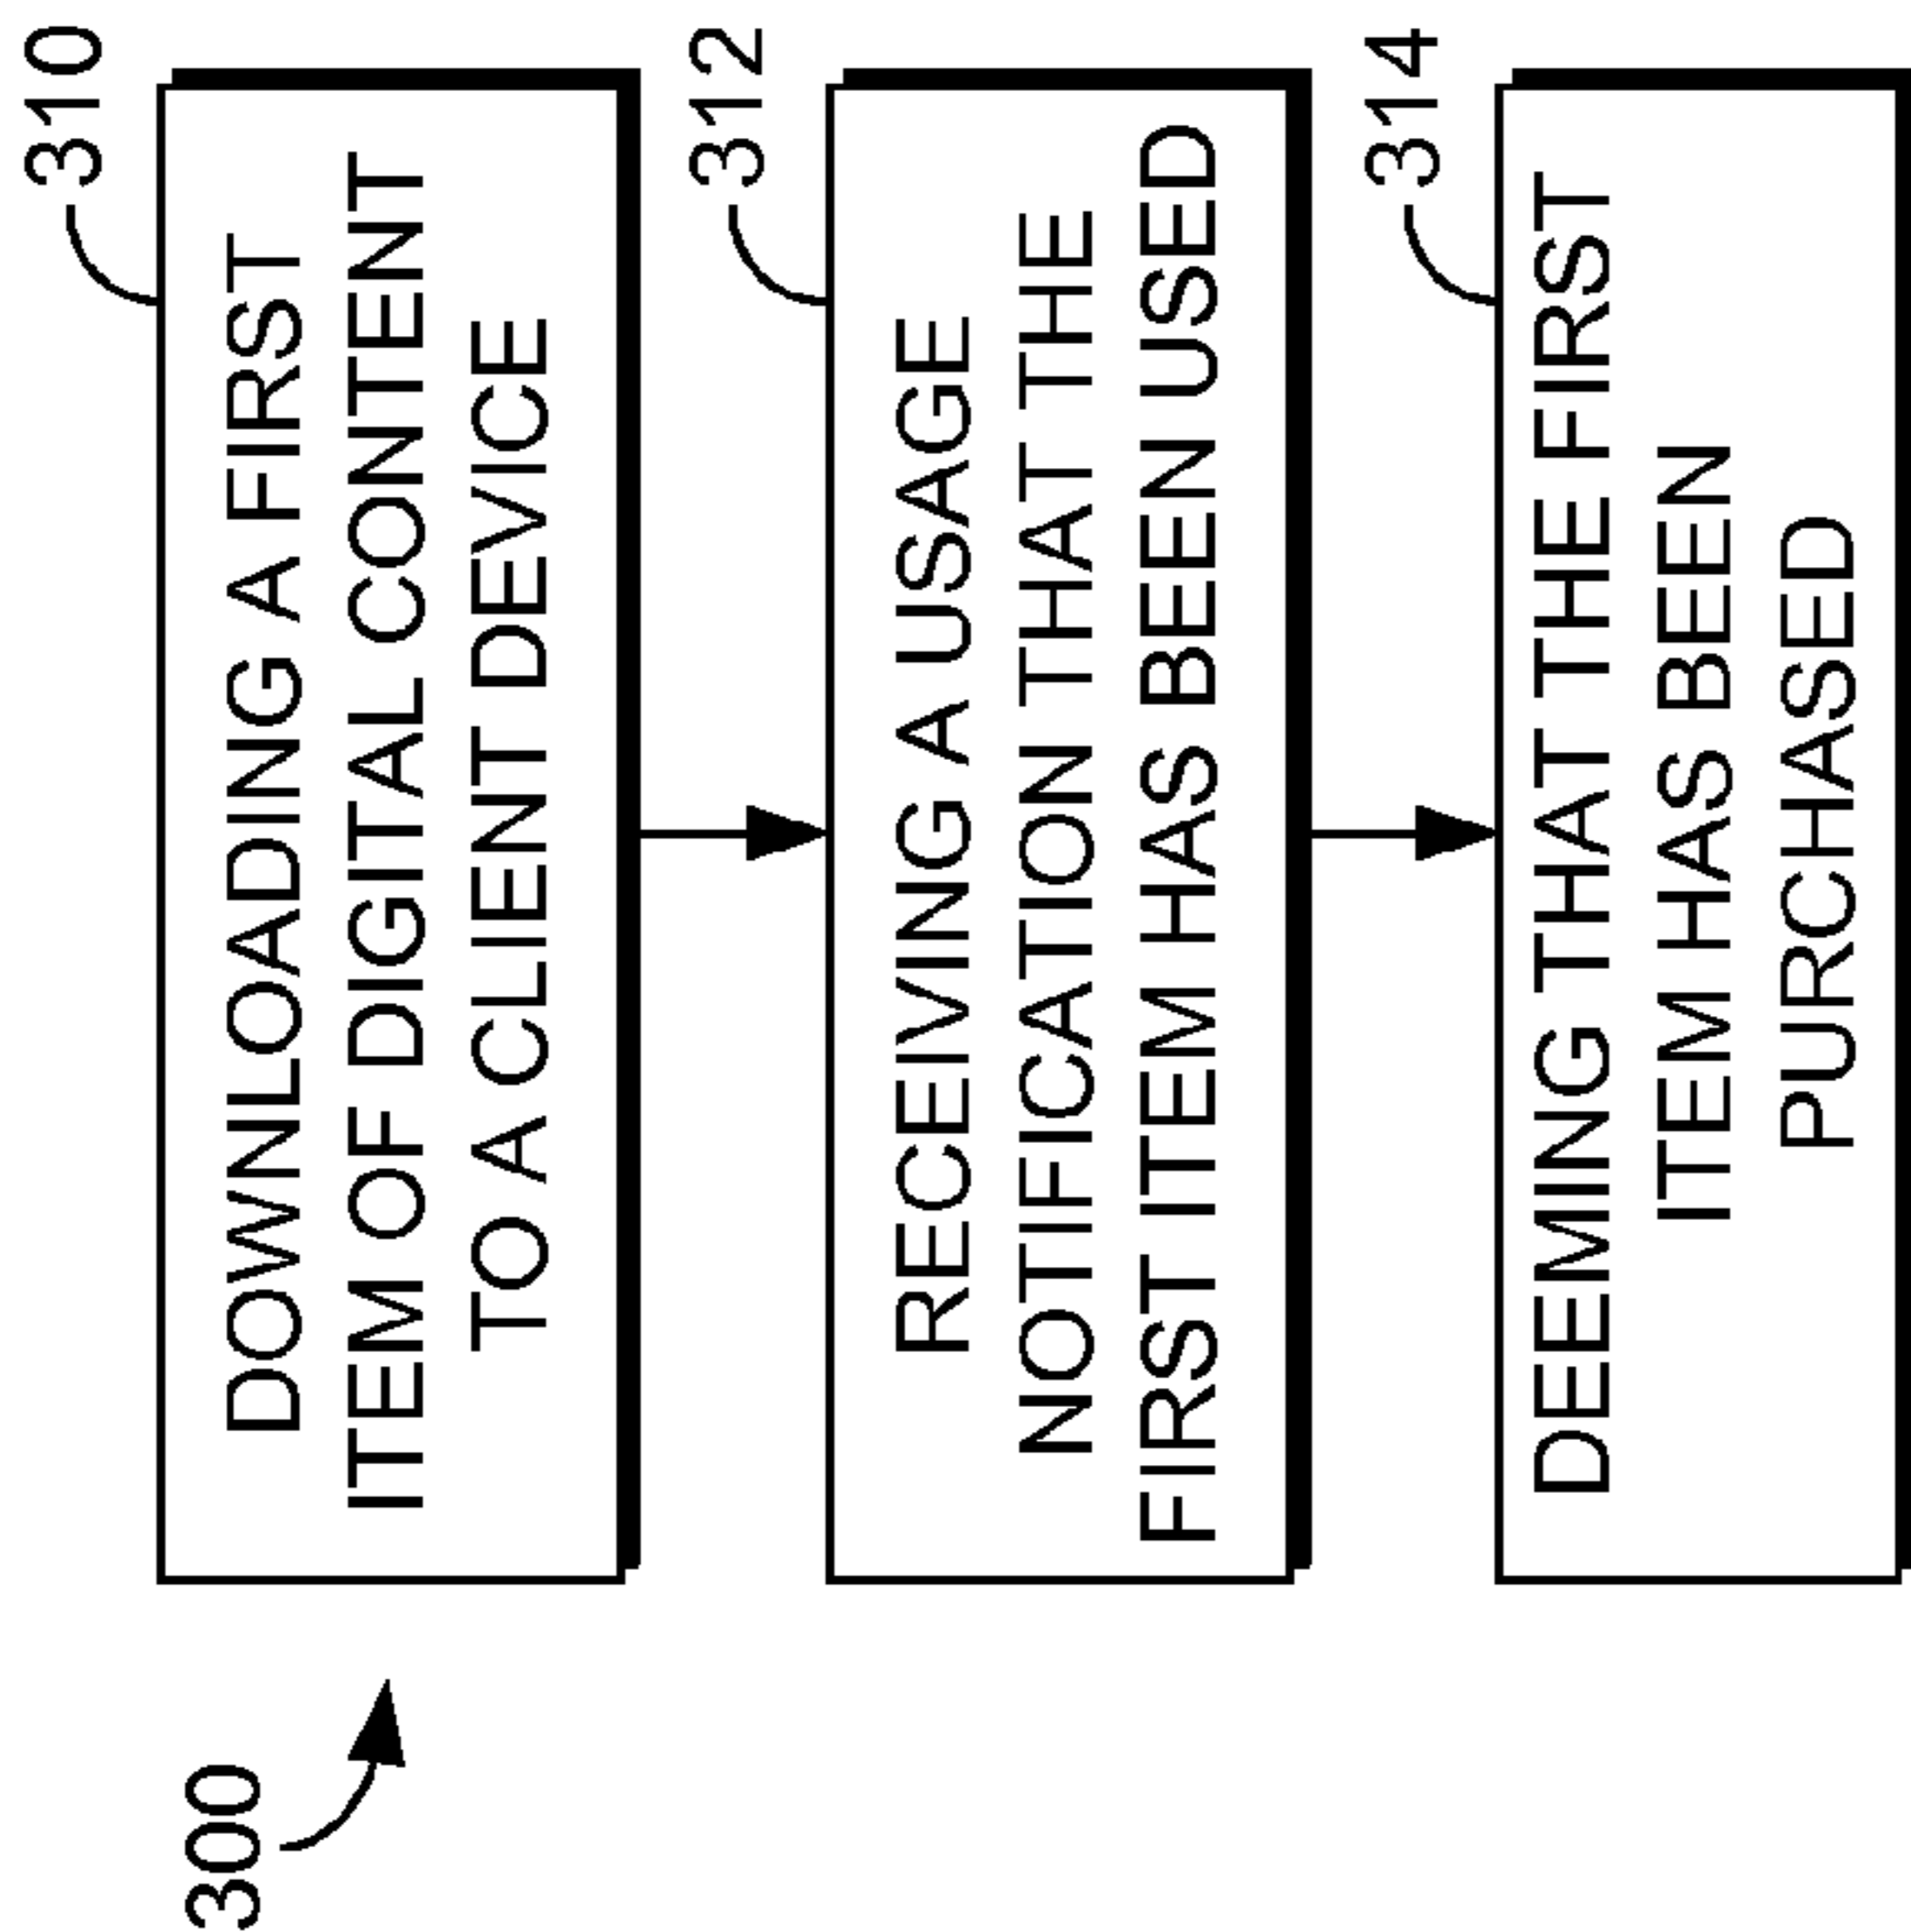 300
310
DOWNLOADING A FIRST
ITEM OF DIGITAL CONTENT
TO A CLIENT DEVICE
312
RECEIVING A USAGE
NOTIFICATION THAT THE
FIRST ITEM HAS BEEN USED
314
DEEMING THAT THE FIRST
ITEM HAS BEEN
PURCHASED